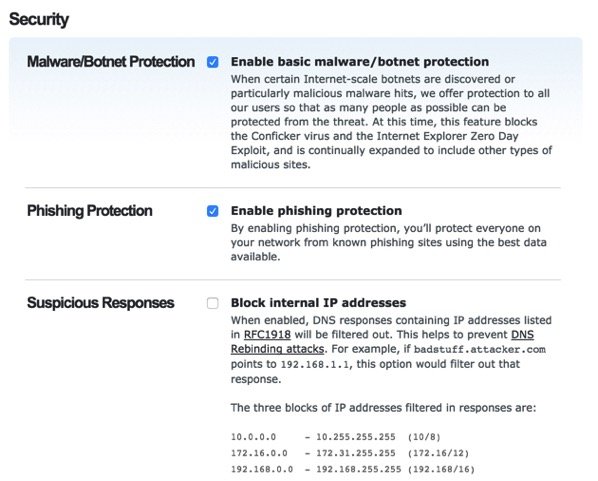 Security
Malware/Botnet Protection
Enable basic malware/botnet protection
When certain Internet-scale botnets are discovered or
particularly malicious malware hits, we offer protection to all
our users so that as many people as possible can be
protected from the threat. At this time, this feature blocks
the Conficker virus and the Internet Explorer Zero Day
Exploit, and is continually expanded to include other types of
malicious sites.
Phishing Protection
Enable phishing protection
By enabling phishing protection, you’ll protect everyone on
your network from known phishing sites using the best data
available.
Suspicious Responses
Block internal IP addresses
When enabled, DNS responses containing IP addresses listed
in RFC1918 will be filtered out. This helps to prevent DNS
Rebinding attacks. For example, if badstuff.attacker.com
points to 192.168.1.1, this option would filter out that
response.
The three blocks of IP addresses filtered in responses are:
10.0.0.0 - 10.255.255.255 (10/8)
172.16.0.0 - 172.31.255.255 (172.16/12)
192.168.0.0 - 192.168.255.255 (192.168/16)